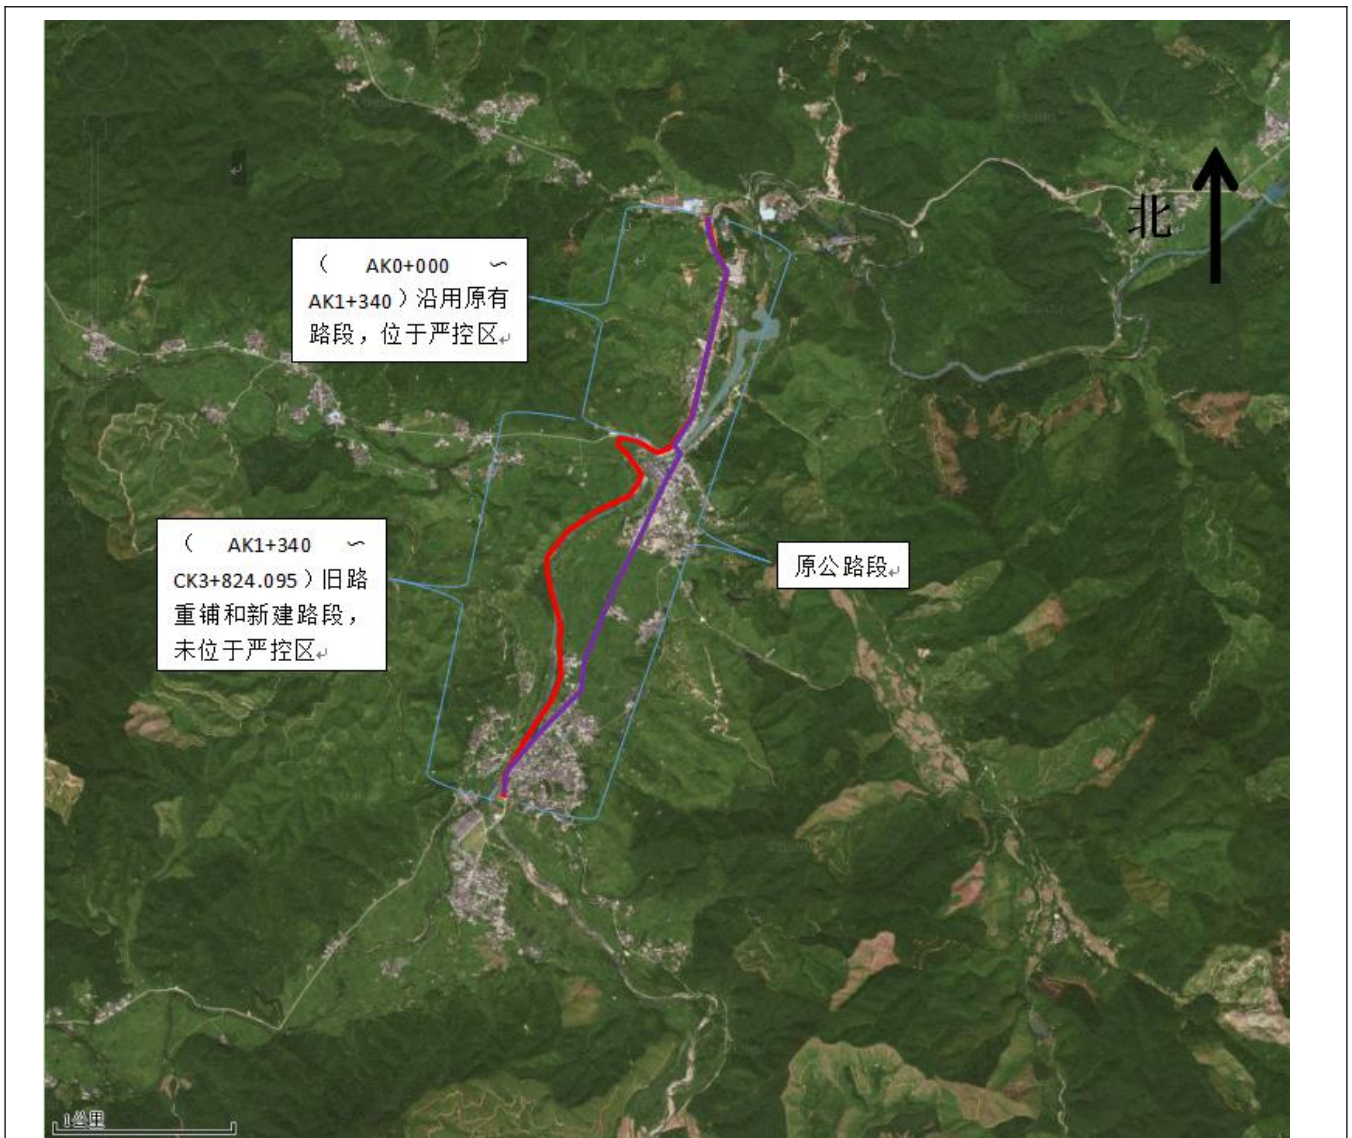 北
（ AK0+000 ～
AK1+340）沿用原有
路段，位于严控区
（ AK1+340 ～
CK3+824.095）旧路
重铺和新建路段，
未位于严控区
原公路段
1公里